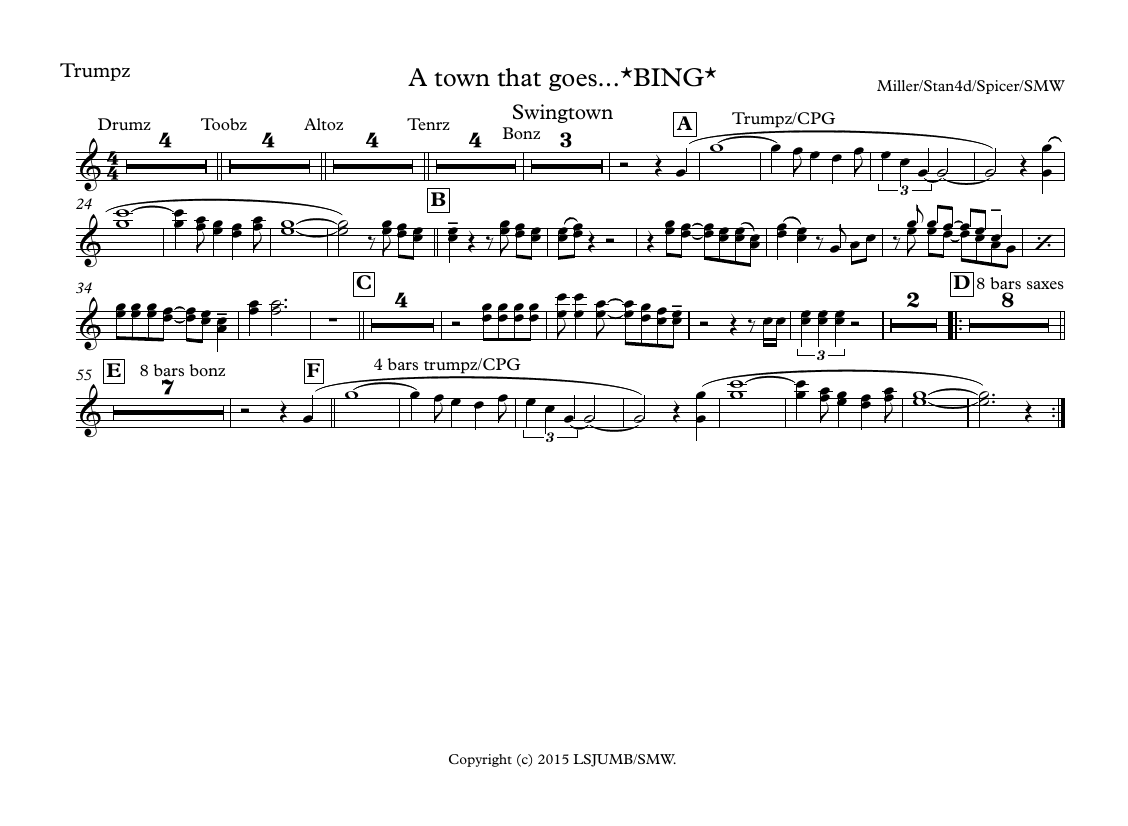 Trumpz
A town that goes...★BING★
Miller/Stan4d/Spicer/SMW
Swingtown
Drumz Toobz Altoz Tenrz Bonz A Trumpz/CPG
4 4 4 4 3
4
4
3
24 B
34 C D 8 bars saxes
4 2 8
3
55 E 8 bars bonz F 4 bars trumpz/CPG
7
3
Copyright (c) 2015 LSJUMB/SMW.